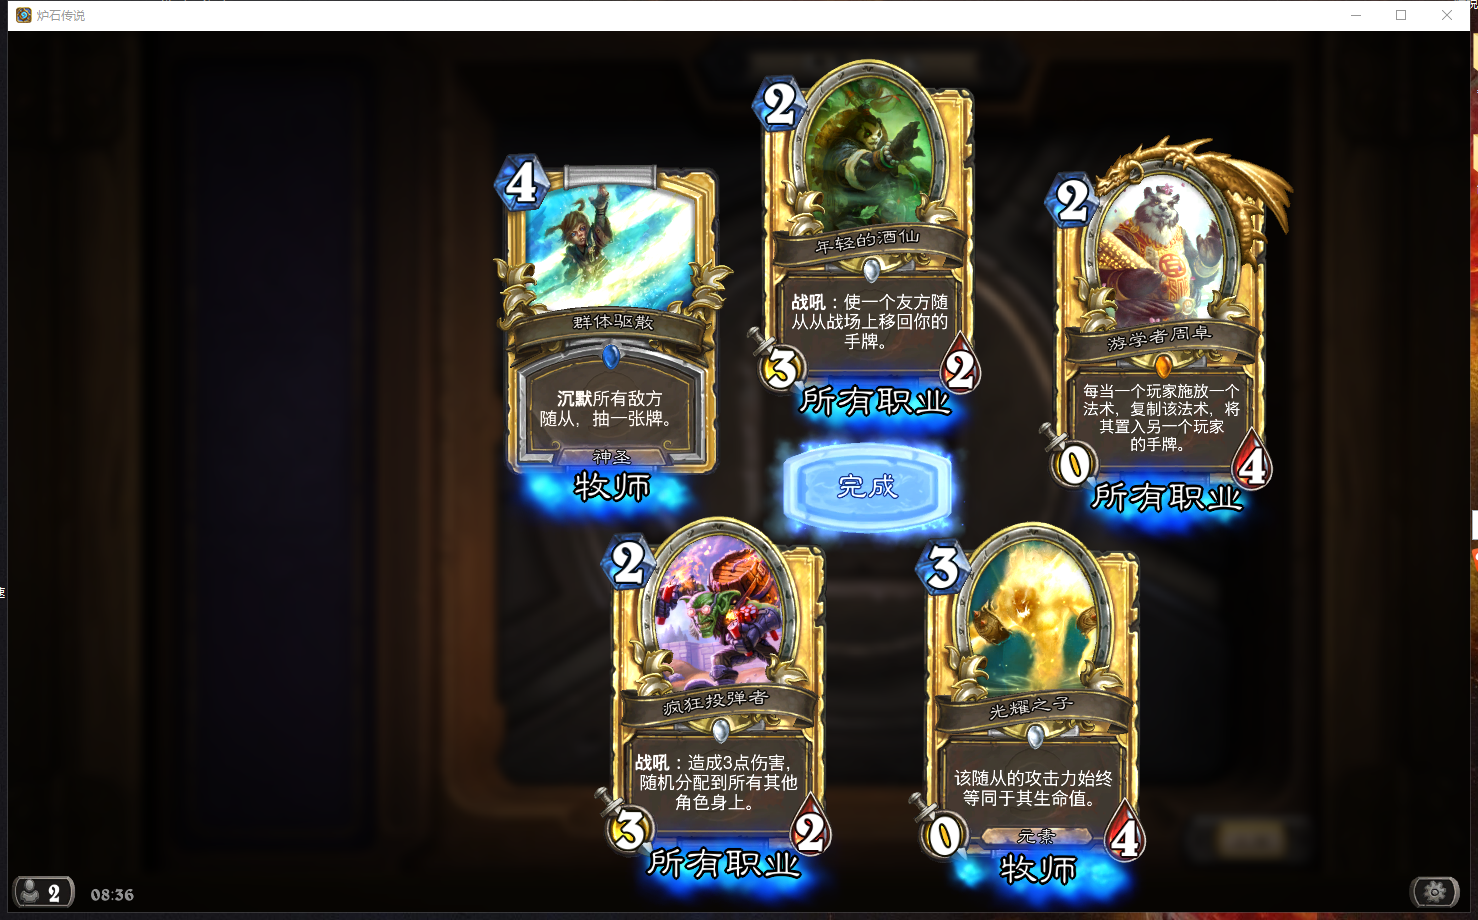 炉石传说
4
群体驱散
沉默所有敌方
随从，抽一张牌。
神圣
牧师
2
年轻的酒仙
战吼：使一个友方随
从从战场上移回你的
手牌。
3
2
所有职业
2
游学者周卓
每当一个玩家施放一个
法术，复制该法术，将
其置入另一个玩家
的手牌。
0
4
所有职业
完成
2
疯狂投弹者
战吼：造成3点伤害，
随机分配到所有其他
角色身上。
3
2
所有职业
3
光耀之子
该随从的攻击力始终
等同于其生命值。
0
元素
4
牧师
2
08:36